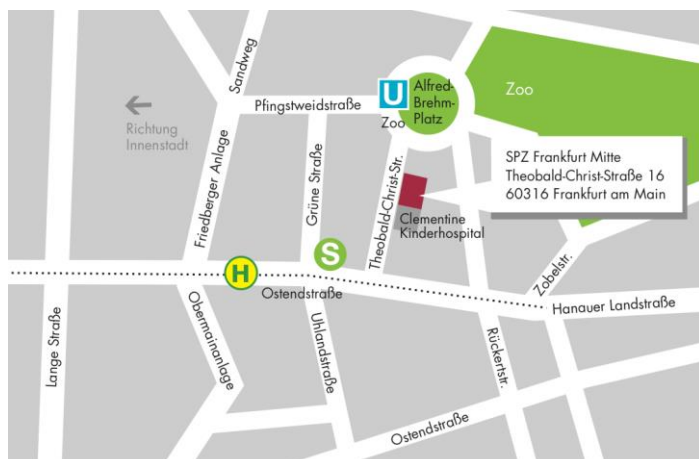 Sandweg
U
Alfred-
Brehm-
Platz
Zoo
Zoo
Pfingstweidstraße
Richtung
Innenstadt
Friedberger Anlage
Grüne Straße
Theobald-Christ-Str.
SPZ Frankfurt Mitte
Theobald-Christ-Straße 16
60316 Frankfurt am Main
Clementine
Kinderhospital
S
H
Ostendstraße
Zobelstr.
Hanauer Landstraße
Lange Straße
Obermainanlage
Uhlandstraße
Rückertstr.
Ostendstraße